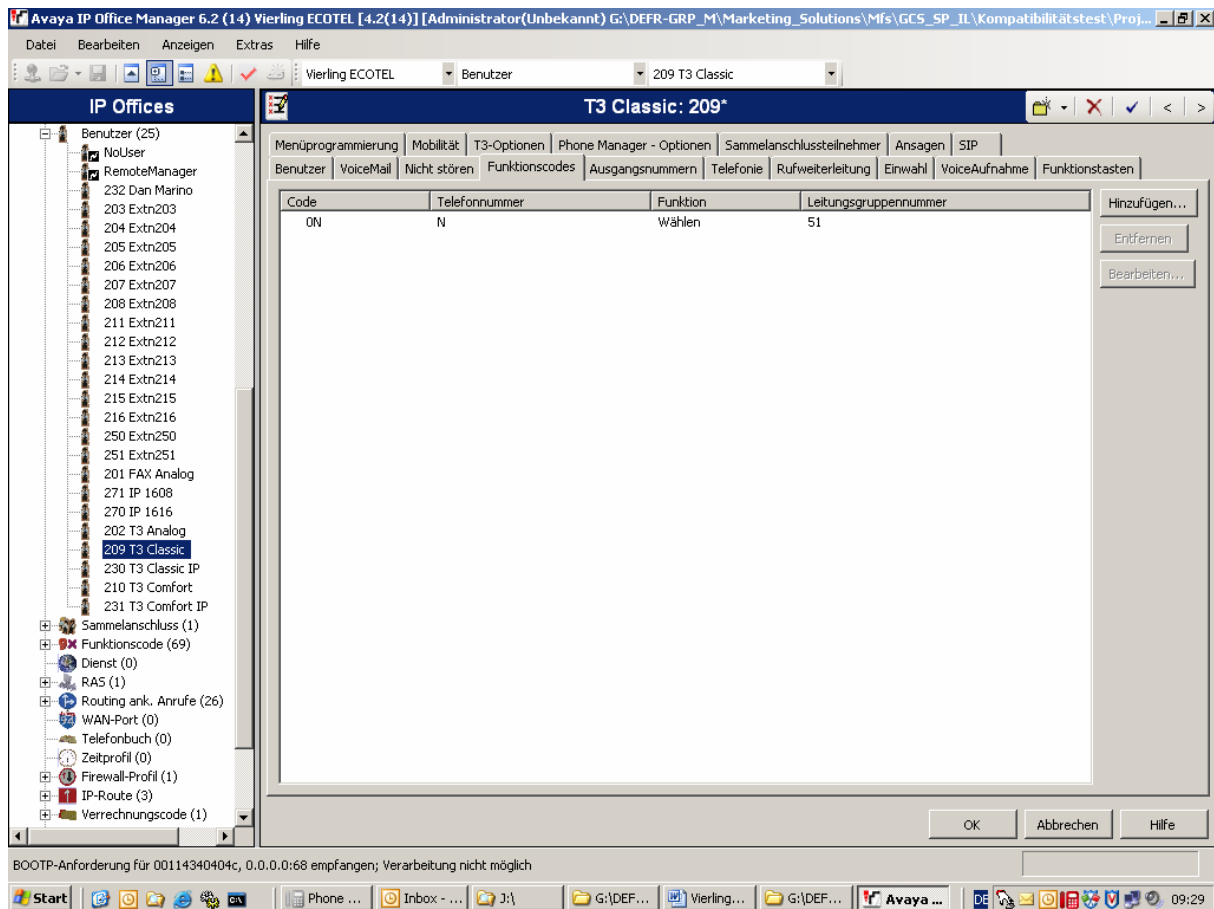 Avaya IP Office Manager 6.2 (14) Vierling ECOTEL [4.2(14)] [Administrator(Unbekannt) G:\DEFR-GRP_M\Marketing_Solutions\Mfs\GCS_SP_IL\Kompatibilitätstest\Proj...
Datei Bearbeiten Anzeigen Extras Hilfe
Vierling ECOTEL Benutzer 209 T3 Classic
IP Offices
T3 Classic: 209*
Benutzer (25)
NoUser
RemoteManager
232 Dan Marino
203 Extn203
204 Extn204
205 Extn205
206 Extn206
207 Extn207
208 Extn208
211 Extn211
212 Extn212
213 Extn213
214 Extn214
215 Extn215
216 Extn216
250 Extn250
251 Extn251
201 FAX Analog
271 IP 1608
270 IP 1616
202 T3 Analog
209 T3 Classic
230 T3 Classic IP
210 T3 Comfort
231 T3 Comfort IP
Sammelanschluss (1)
Funktionscode (69)
Dienst (0)
RAS (1)
Routing ank. Anrufe (26)
WAN-Port (0)
Telefonbuch (0)
Zeitprofil (0)
Firewall-Profil (1)
IP-Route (3)
Verrechnungscode (1)
Menüprogrammierung Mobilität T3-Optionen Phone Manager - Optionen Sammelanschlussteilnehmer Ansagen SIP
Benutzer VoiceMail Nicht stören Funktionscodes Ausgangsnummern Telefonie Rufweiterleitung Einwahl VoiceAufnahme Funktionstasten
Code Telefonnummer Funktion Leitungsgruppennummer
0N N Wählen 51
Hinzufügen...
Entfernen
Bearbeiten...
OK Abbrechen Hilfe
BOOTP-Anforderung für 00114340404c, 0.0.0.0:68 empfangen; Verarbeitung nicht möglich
Start Phone ... Inbox - ... J:\ G:\DEF... Vierling... G:\DEF... Avaya ... DE 09:29